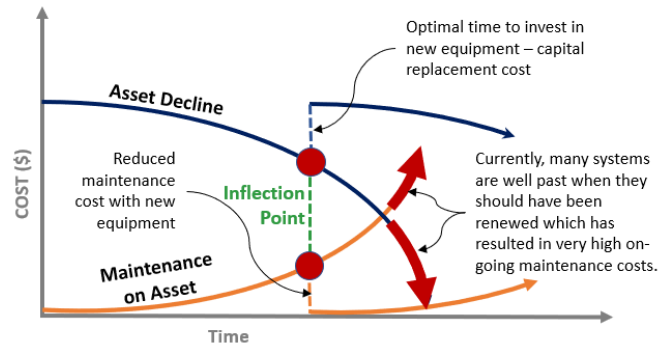 Optimal time to invest in
new equipment – capital
replacement cost
Asset Decline
Reduced
maintenance
cost with new
equipment
Inflection
Point
Currently, many systems
are well past when they
should have been
renewed which has
resulted in very high on-
going maintenance costs.
COST ($)
Maintenance
on Asset
Time